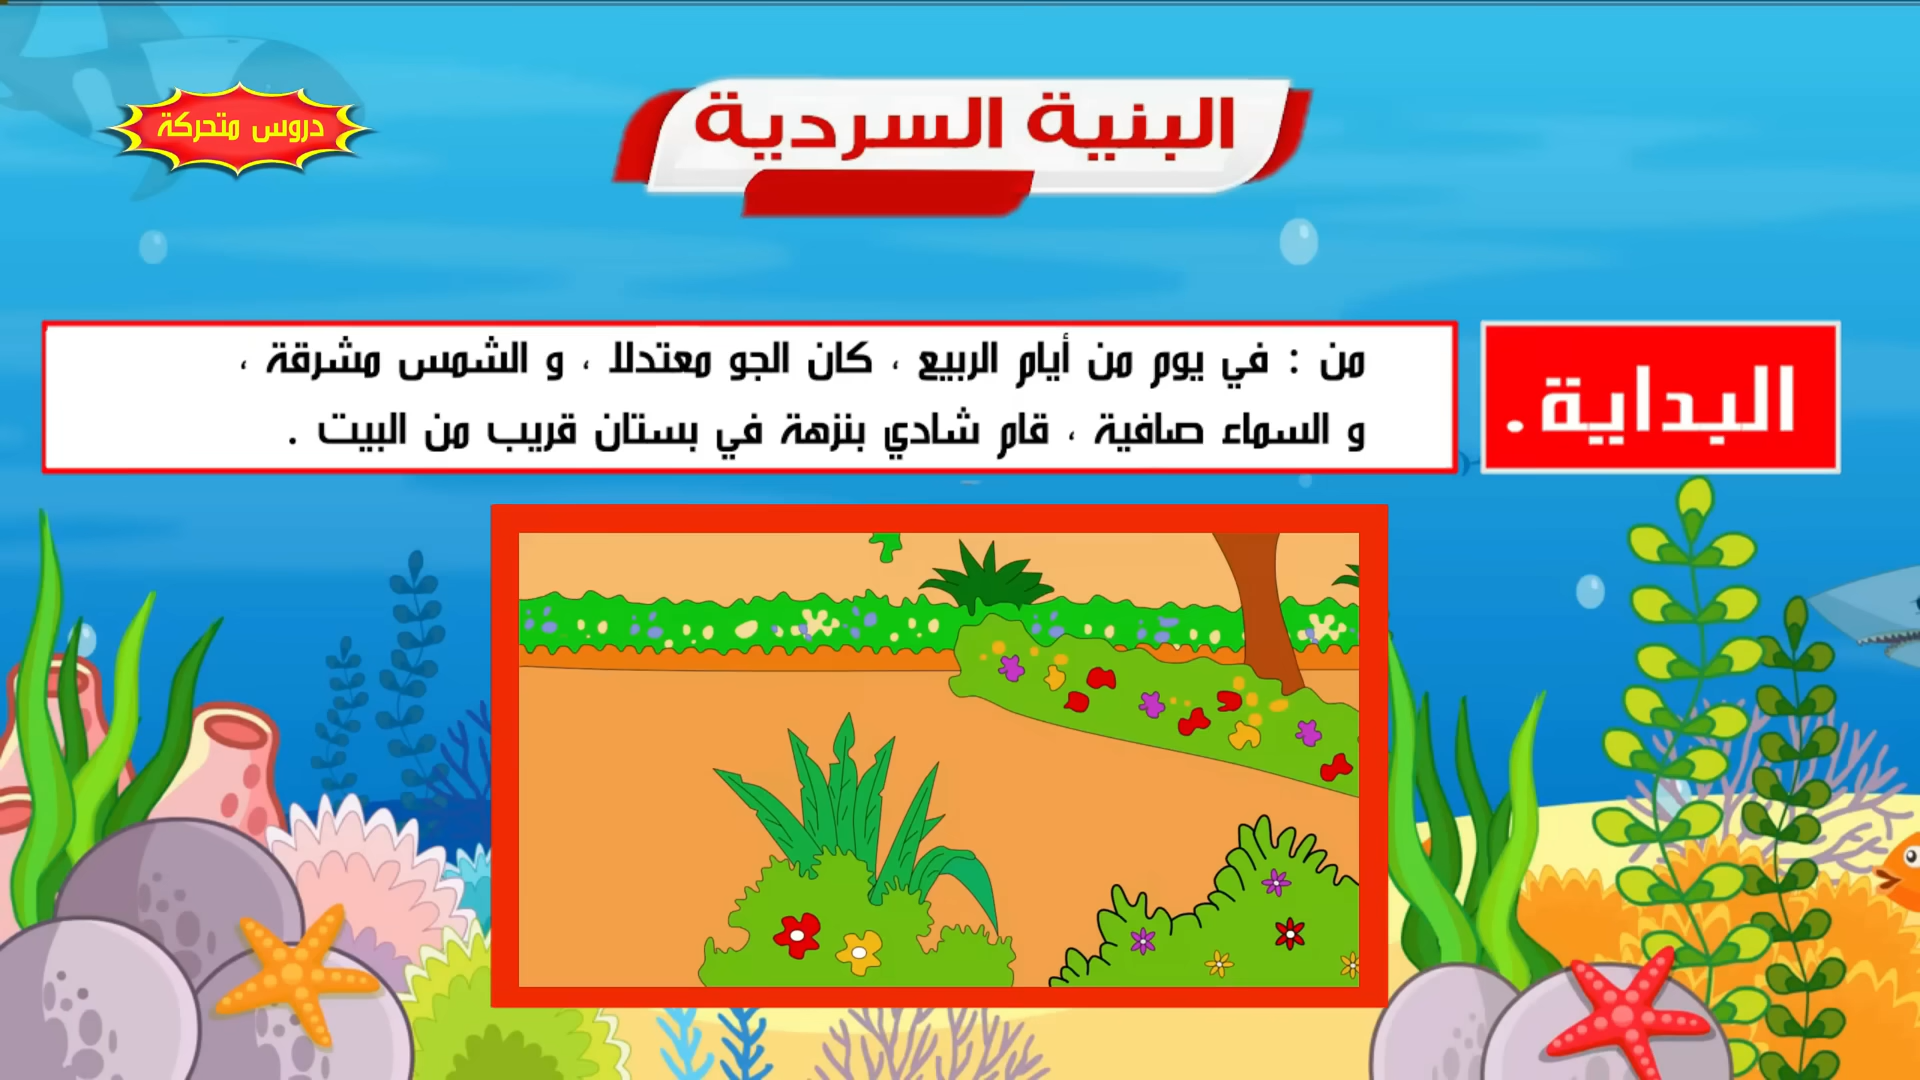 دروس متحركة
البنية السردية
البداية.
من : في يوم من أيام الربيع ، كان الجو معتدلا ، و الشمس مشرقة ،
و السماء صافية ، قام شادي بنزهة في بستان قريب من البيت .